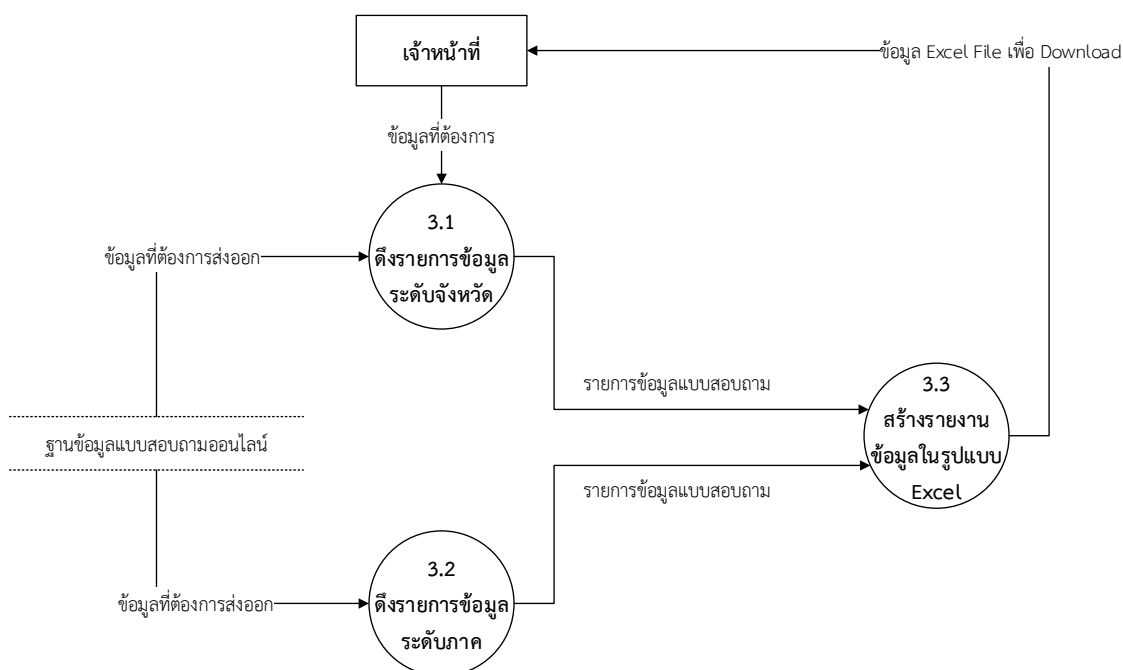 เจ้าหน้าที่
ข้อมูล Excel File เพื่อ Download
ข้อมูลที่ต้องการ
3.1
ดึงรายการข้อมูล
ระดับจังหวัด
ข้อมูลที่ต้องการส่งออก
รายการข้อมูลแบบสอบถาม
3.3
สร้างรายงาน
ข้อมูลในรูปแบบ
Excel
ฐานข้อมูลแบบสอบถามออนไลน์
รายการข้อมูลแบบสอบถาม
3.2
ดึงรายการข้อมูล
ระดับภาค
ข้อมูลที่ต้องการส่งออก